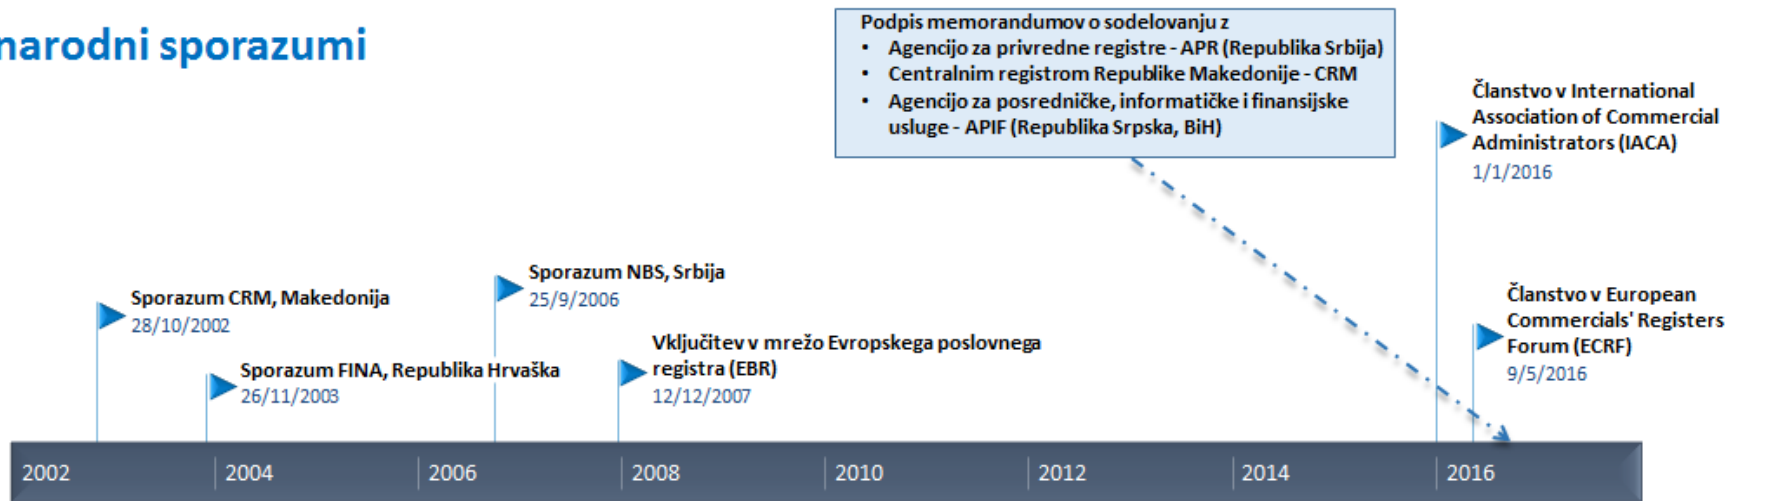 narodni sporazumi
Podpis memorandumov o sodelovanju z
• Agencijo za privredne registre - APR (Republika Srbija)
• Centralnim registrom Republike Makedonije - CRM
• Agencijo za posredničke, informatičke i finansijske
usluge - APIF (Republika Srpska, BiH)
Članstvo v International
Association of Commercial
Administrators (IACA)
1/1/2016
Sporazum NBS, Srbija
25/9/2006
Sporazum CRM, Makedonija
28/10/2002
Članstvo v European
Commercials' Registers
Forum (ECRF)
9/5/2016
Vključitev v mrežo Evropskega poslovnega
registra (EBR)
12/12/2007
Sporazum FINA, Republika Hrvaška
26/11/2003
2002 2004 2006 2008 2010 2012 2014 2016